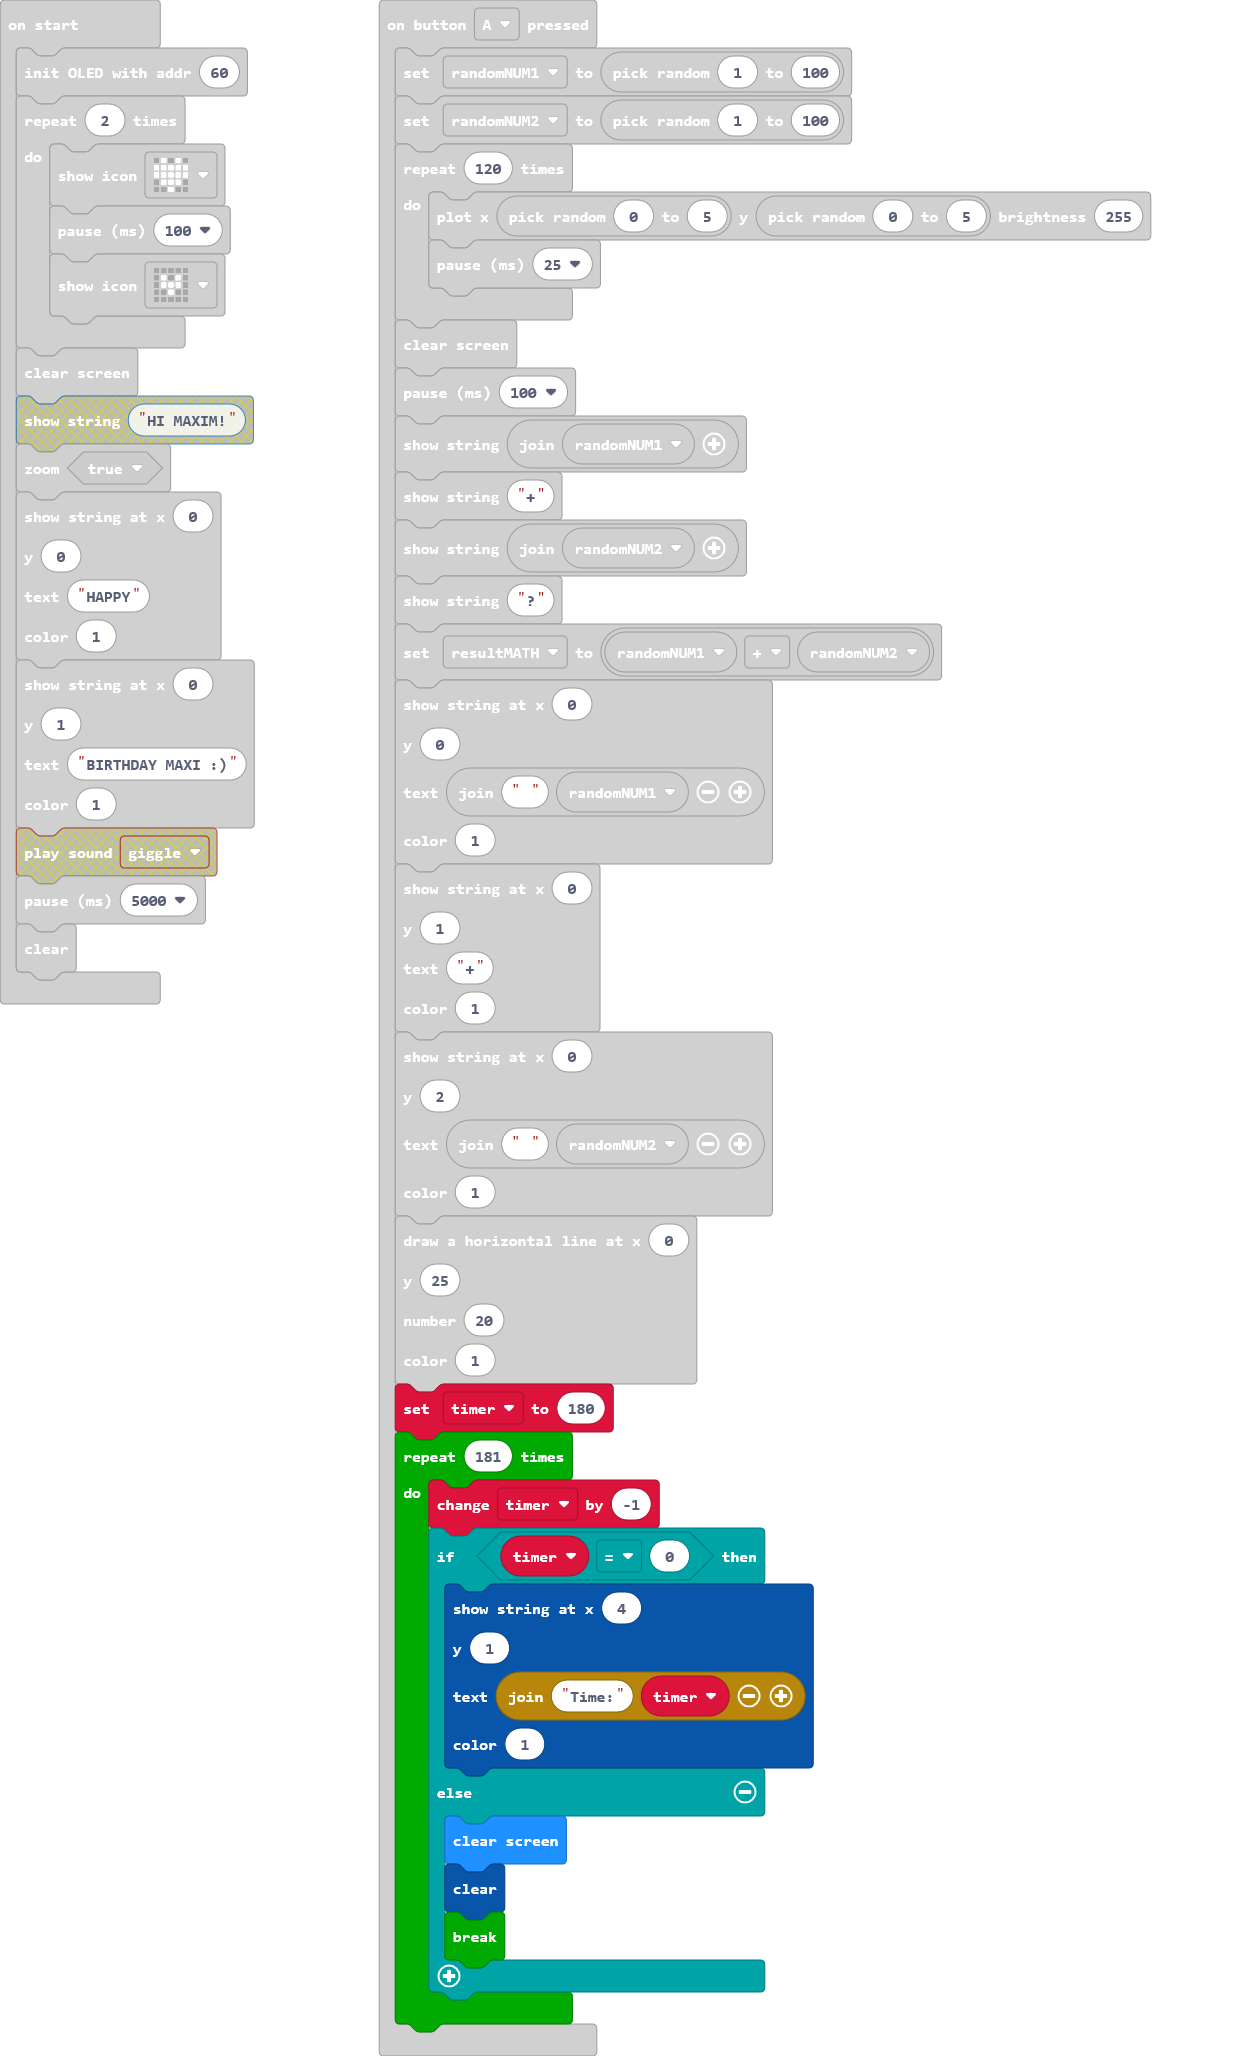 on start
init OLED with addr 60
repeat 2 times
do
show icon
pause (ms) 100
show icon
clear screen
show string "HI MAXIM!"
zoom true
show string at x 0
y 0
text "HAPPY"
color 1
show string at x 0
y 1
text "BIRTHDAY MAXI :)"
color 1
play sound giggle
pause (ms) 5000
clear
on button A pressed
set randomNUM1 to pick random 1 to 100
set randomNUM2 to pick random 1 to 100
repeat 120 times
do
plot x pick random 0 to 5 y pick random 0 to 5 brightness 255
pause (ms) 25
clear screen
pause (ms) 100
show string join randomNUM1
show string "+"
show string join randomNUM2
show string "?"
set resultMATH to randomNUM1 + randomNUM2
show string at x 0
y 0
text join " " randomNUM1
color 1
show string at x 0
y 1
text "+"
color 1
show string at x 0
y 2
text join " " randomNUM2
color 1
draw a horizontal line at x 0
y 25
number 20
color 1
set timer to 180
repeat 181 times
do
change timer by -1
if timer = 0 then
show string at x 4
y 1
text join "Time:" timer
color 1
else
clear screen
clear
break